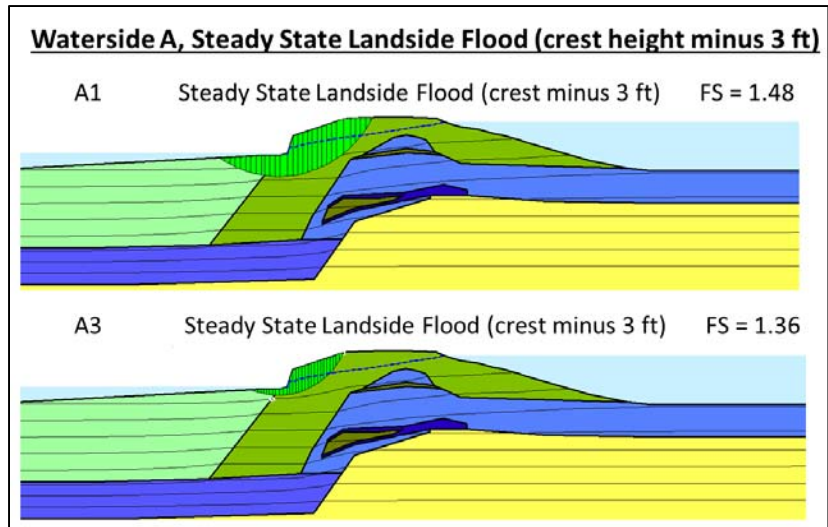 Waterside A, Steady State Landside Flood (crest height minus 3 ft)
A1 Steady State Landside Flood (crest minus 3 ft) FS = 1.48
A3 Steady State Landside Flood (crest minus 3 ft) FS = 1.36